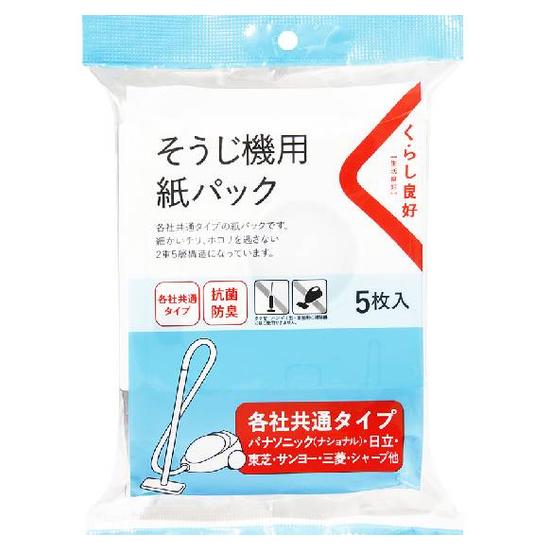 そうじ機用
紙パック
各社共通タイプの紙パックです。
細かいチリ、ホコリを逃さない
2重5層構造になっています。
くらし良好
各社共通
タイプ
抗菌
防臭
5枚入
各社共通タイプ
パナソニック(ナショナル)・日立・
東芝・サンヨー・三菱・シャープ他